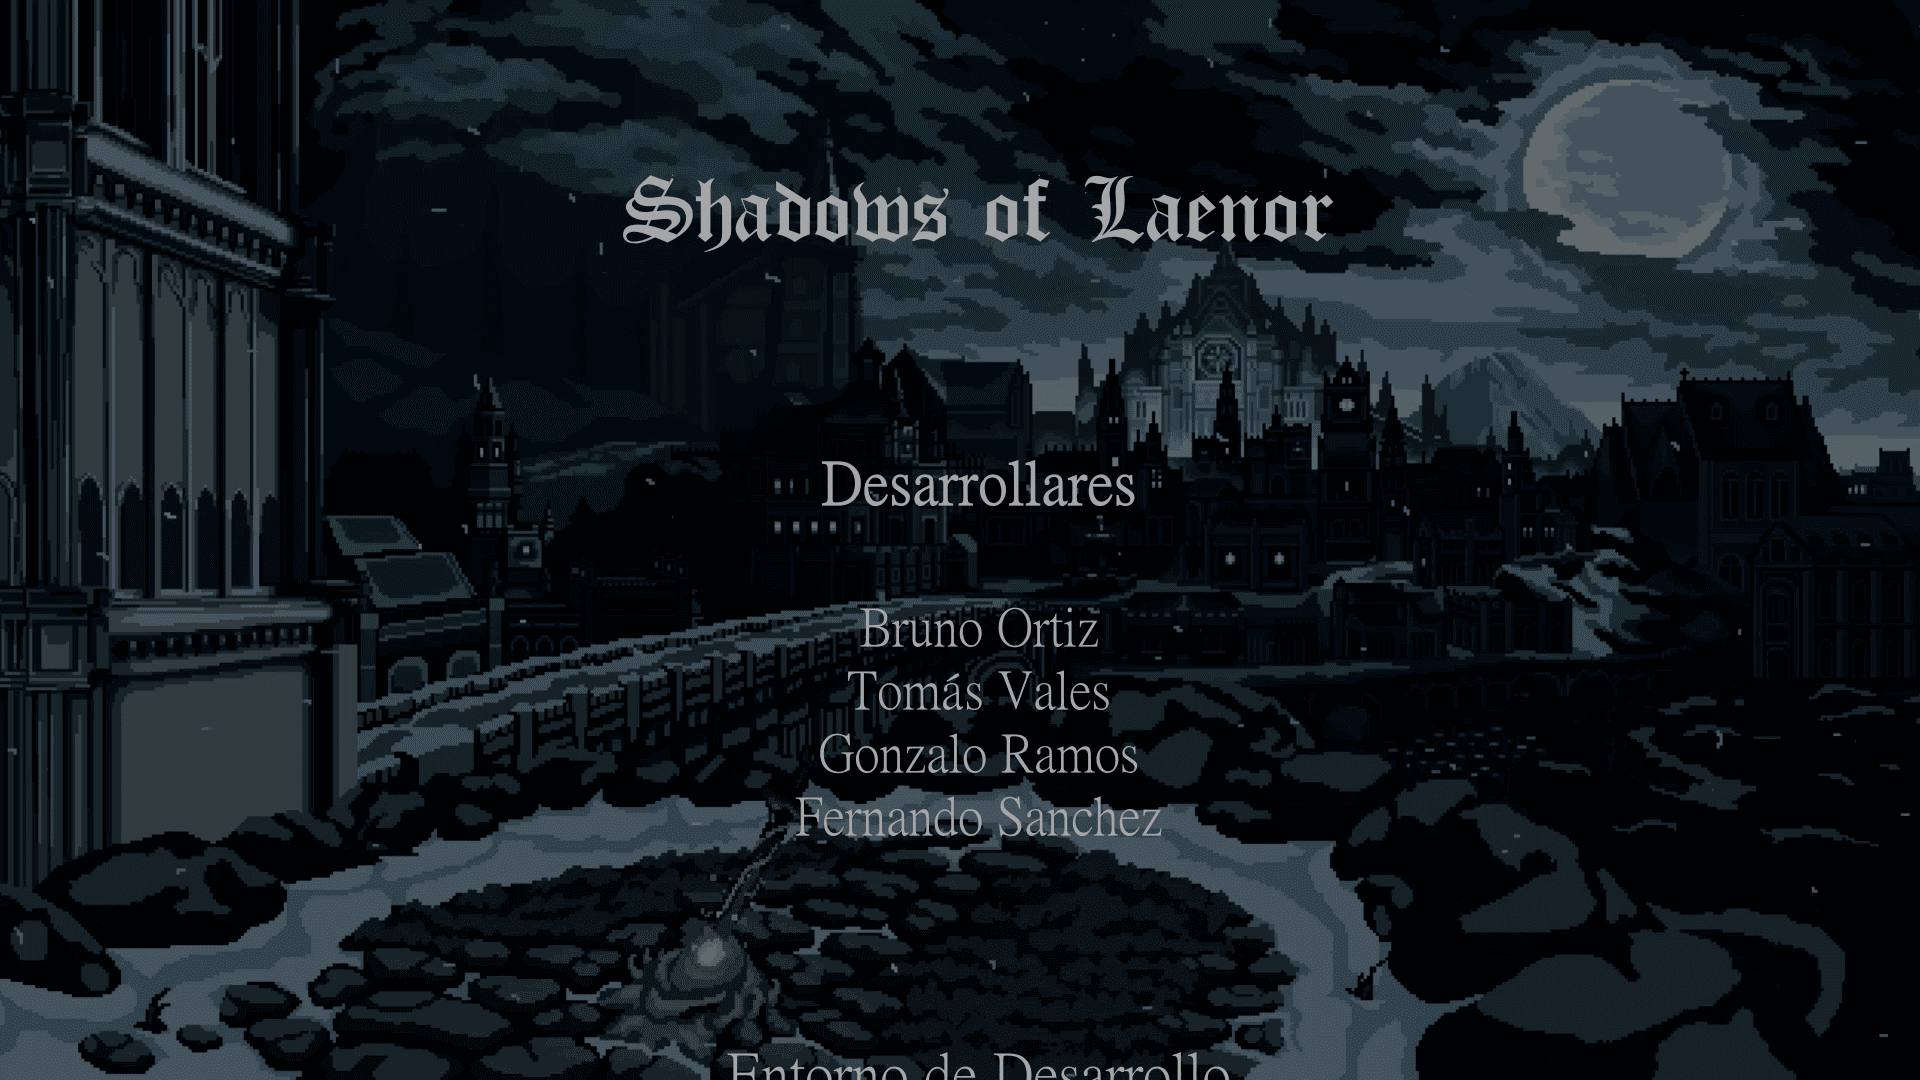 Shadows of Laenor
Desarrollares
Bruno Ortiz
Tomás Vales
Gonzalo Ramos
Fernando Sanchez
Entorno de Desarrollo